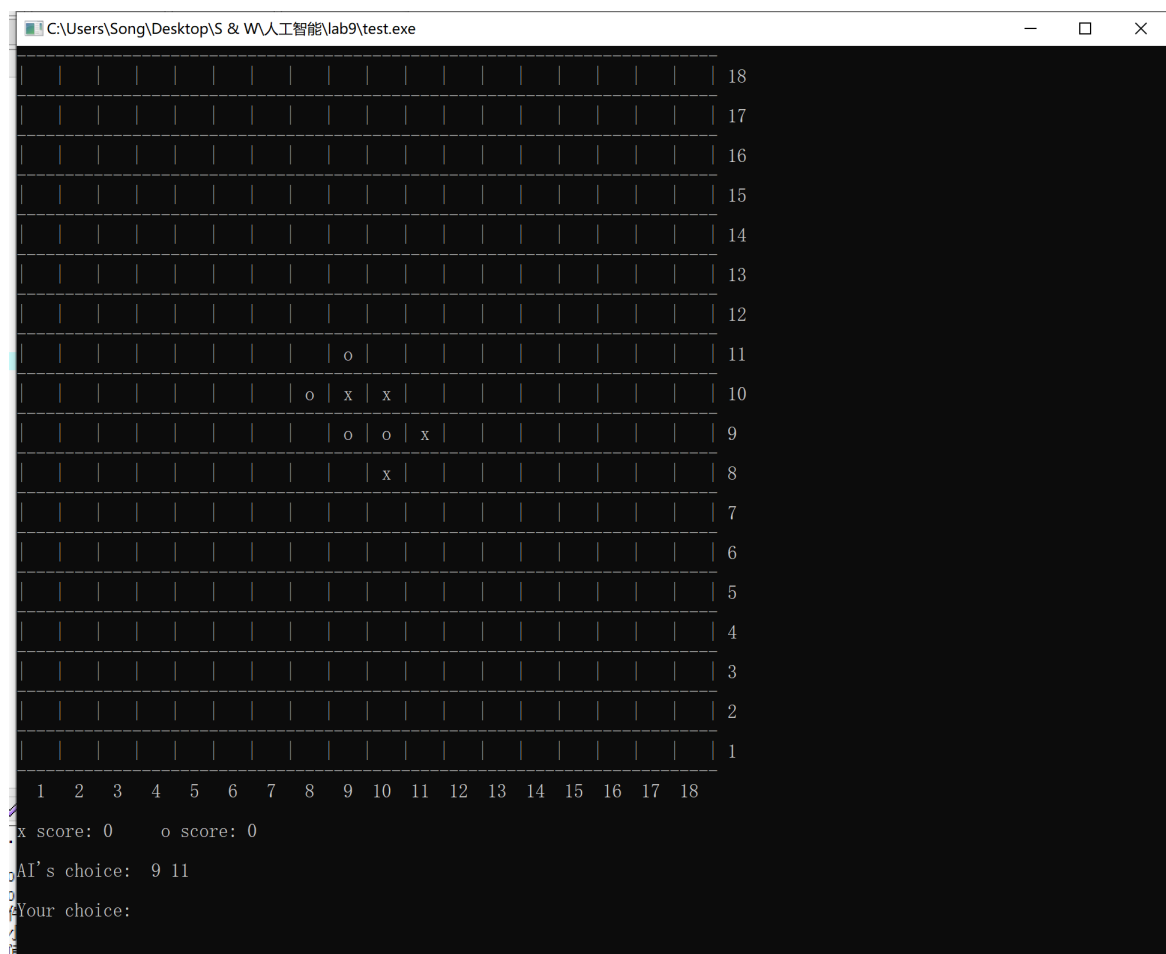 C:\Users\Song\Desktop\S & W\人工智能\lab9\test.exe
| | | | | | | | | | | | | | | | | | | 18
| | | | | | | | | | | | | | | | | | | 17
| | | | | | | | | | | | | | | | | | | 16
| | | | | | | | | | | | | | | | | | | 15
| | | | | | | | | | | | | | | | | | | 14
| | | | | | | | | | | | | | | | | | | 13
| | | | | | | | | | | | | | | | | | | 12
| | | | | | | | | o | | | | | | | | | | 11
| | | | | | | | o | x | x | | | | | | | | | 10
| | | | | | | | | o | o | x | | | | | | | | 9
| | | | | | | | | | x | | | | | | | | | 8
| | | | | | | | | | | | | | | | | | | 7
| | | | | | | | | | | | | | | | | | | 6
| | | | | | | | | | | | | | | | | | | 5
| | | | | | | | | | | | | | | | | | | 4
| | | | | | | | | | | | | | | | | | | 3
| | | | | | | | | | | | | | | | | | | 2
| | | | | | | | | | | | | | | | | | | 1
1 2 3 4 5 6 7 8 9 10 11 12 13 14 15 16 17 18
x score: 0 o score: 0
AI's choice: 9 11
Your choice: